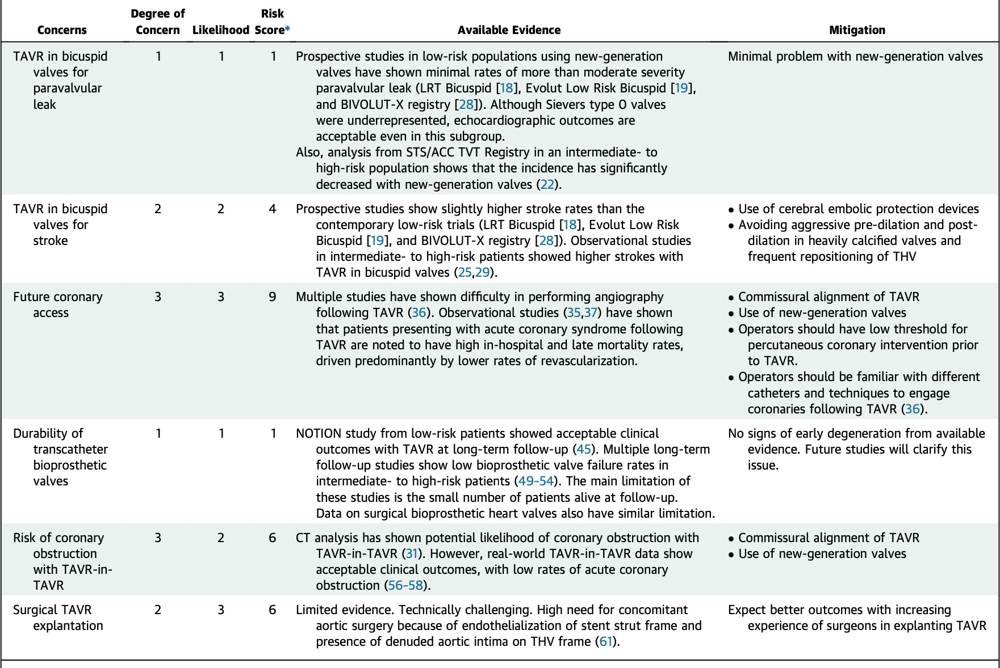 Concerns
Degree of
Concern
Likelihood
Risk
Score*
Available Evidence
Mitigation
TAVR in bicuspid
valves for
paravalvular
leak
1
1
1
Prospective studies in low-risk populations using new-generation
valves have shown minimal rates of more than moderate severity
paravalvular leak (LRT Bicuspid [18], Evolut Low Risk Bicuspid [19],
and BIVOLUT-X registry [28]). Although Sievers type 0 valves
were underrepresented, echocardiographic outcomes are
acceptable even in this subgroup.
Also, analysis from STS/ACC TVT Registry in an intermediate- to
high-risk population shows that the incidence has significantly
decreased with new-generation valves (22).
Minimal problem with new-generation valves
TAVR in bicuspid
valves for
stroke
2
2
4
Prospective studies show slightly higher stroke rates than the
contemporary low-risk trials (LRT Bicuspid [18], Evolut Low Risk
Bicuspid [19], and BIVOLUT-X registry [28]). Observational studies
in intermediate- to high-risk patients showed higher strokes with
TAVR in bicuspid valves (25,29).
• Use of cerebral embolic protection devices
• Avoiding aggressive pre-dilation and post-
dilation in heavily calcified valves and
frequent repositioning of THV
Future coronary
access
3
3
9
Multiple studies have shown difficulty in performing angiography
following TAVR (36). Observational studies (35,37) have shown
that patients presenting with acute coronary syndrome following
TAVR are noted to have high in-hospital and late mortality rates,
driven predominantly by lower rates of revascularization.
• Commissural alignment of TAVR
• Use of new-generation valves
• Operators should have low threshold for
percutaneous coronary intervention prior
to TAVR.
• Operators should be familiar with different
catheters and techniques to engage
coronaries following TAVR (36).
Durability of
transcatheter
bioprosthetic
valves
1
1
1
NOTION study from low-risk patients showed acceptable clinical
outcomes with TAVR at long-term follow-up (45). Multiple long-term
follow-up studies show low bioprosthetic valve failure rates in
intermediate- to high-risk patients (49–54). The main limitation of
these studies is the small number of patients alive at follow-up.
Data on surgical bioprosthetic heart valves also have similar limitation.
No signs of early degeneration from available
evidence. Future studies will clarify this
issue.
Risk of coronary
obstruction
with TAVR-in-
TAVR
3
2
6
CT analysis has shown potential likelihood of coronary obstruction with
TAVR-in-TAVR (31). However, real-world TAVR-in-TAVR data show
acceptable clinical outcomes, with low rates of acute coronary
obstruction (56–58).
• Commissural alignment of TAVR
• Use of new-generation valves
Surgical TAVR
explantation
2
3
6
Limited evidence. Technically challenging. High need for concomitant
aortic surgery because of endothelialization of stent strut frame and
presence of denuded aortic intima on THV frame (61).
Expect better outcomes with increasing
experience of surgeons in explanting TAVR